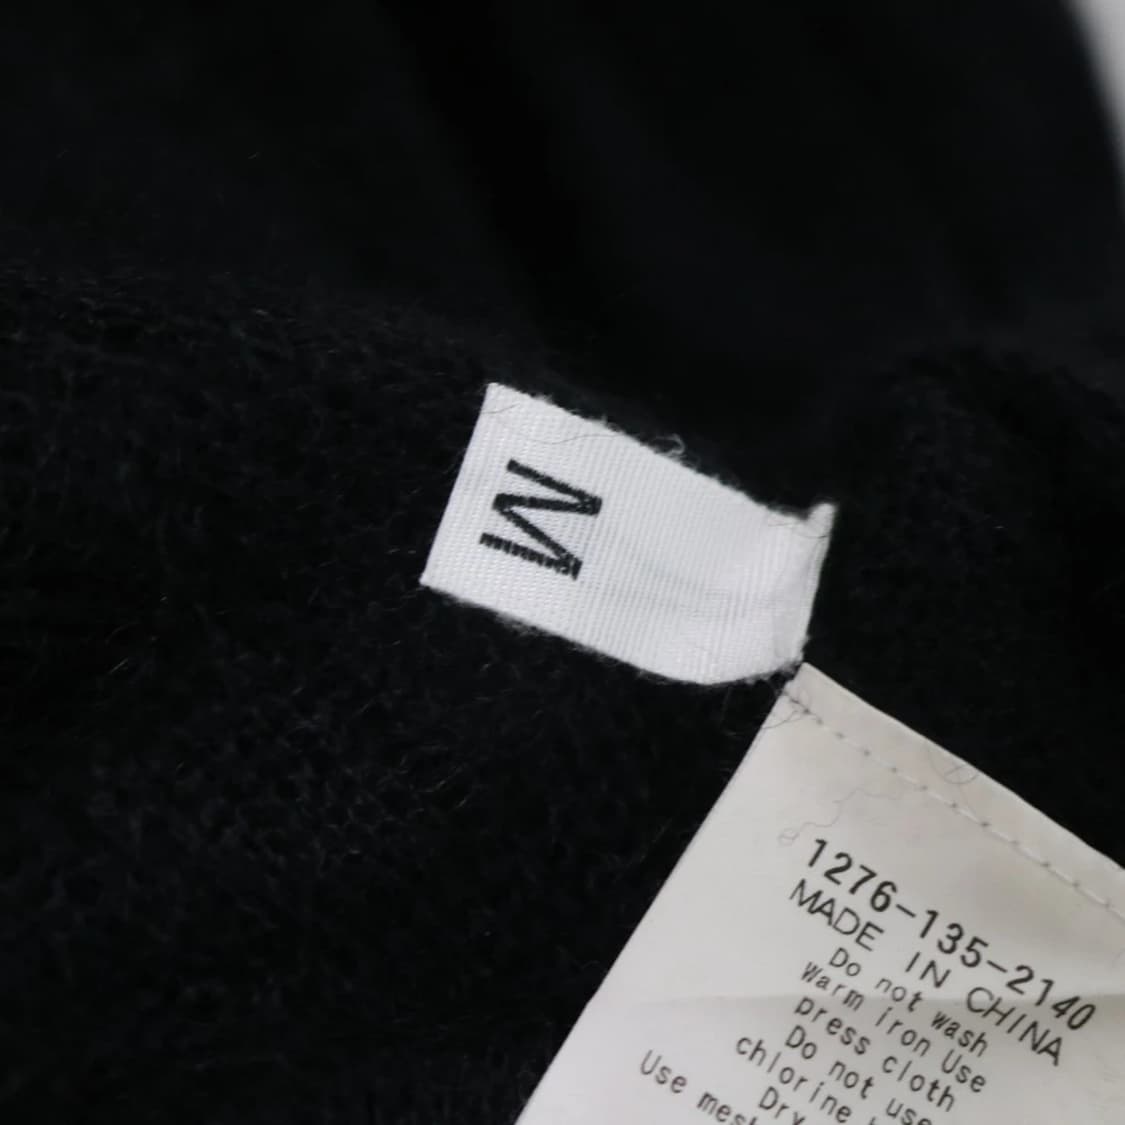 M
1276-135-2140
MADE IN CHINA
Do not wash
Warm iron Use
press cloth
Do not use
chlorine
Dry
Use